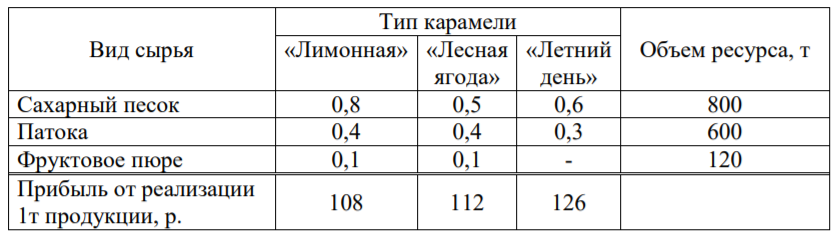 Вид сырья Тип карамели Объем ресурса, т
«Лимонная» «Лесная ягода» «Летний день»
Сахарный песок 0,8 0,5 0,6 800
Патока 0,4 0,4 0,3 600
Фруктовое пюре 0,1 0,1 - 120
Прибыль от реализации
1т продукции, р. 108 112 126